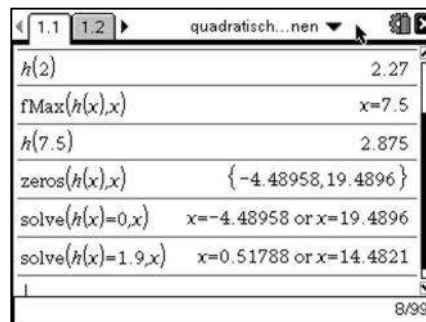 1.1 1.2 quadratisch...nen
h(2) 2.27
fMax(h(x),x) x=7.5
h(7.5) 2.875
zeros(h(x),x) {-4.48958,19.4896}
solve(h(x)=0,x) x=-4.48958 or x=19.4896
solve(h(x)=1.9,x) x=0.51788 or x=14.4821
8/99